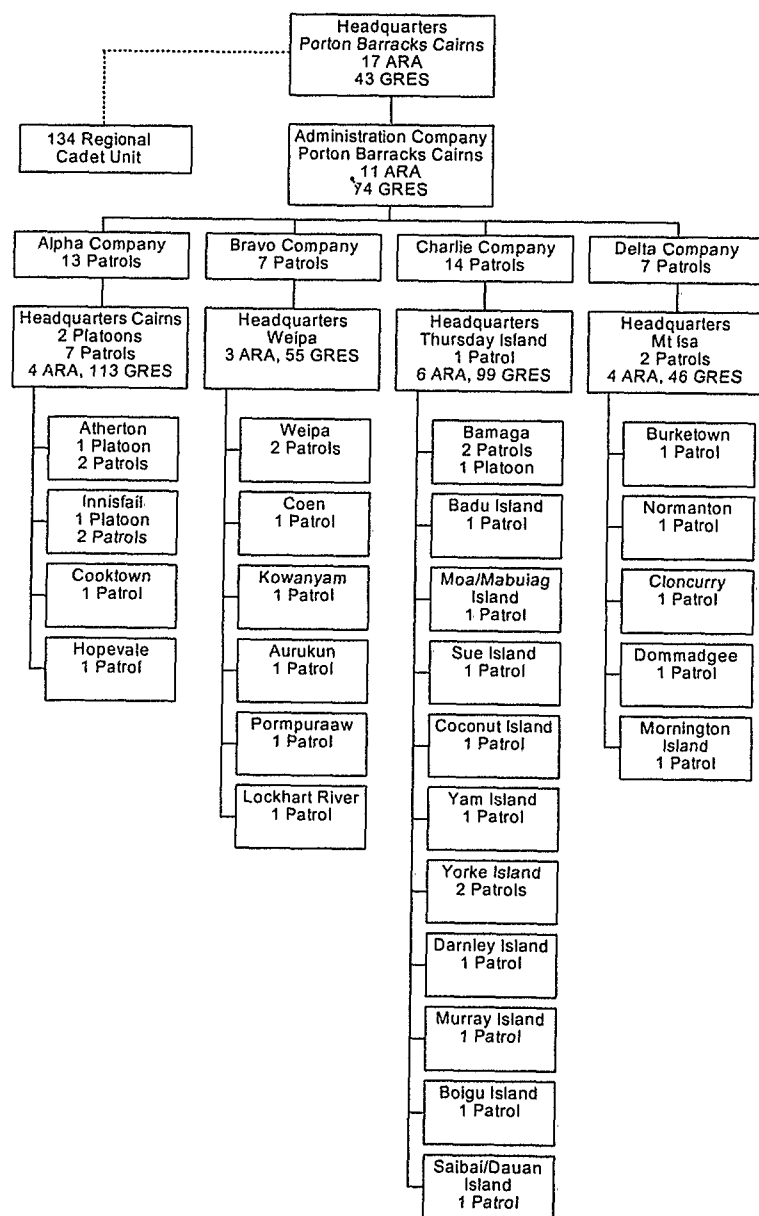 Headquarters
Porton Barracks Cairns
17 ARA
43 GRES
134 Regional
Cadet Unit
Administration Company
Porton Barracks Cairns
11 ARA
74 GRES
Alpha Company
13 Patrols
Bravo Company
7 Patrols
Charlie Company
14 Patrols
Delta Company
7 Patrols
Headquarters Cairns
2 Platoons
7 Patrols
4 ARA, 113 GRES
Headquarters
Weipa
3 ARA, 55 GRES
Headquarters
Thursday Island
1 Patrol
6 ARA, 99 GRES
Headquarters
Mt Isa
2 Patrols
4 ARA, 46 GRES
Atherton
1 Platoon
2 Patrols
Innisfail
1 Platoon
2 Patrols
Cooktown
1 Patrol
Hopevale
1 Patrol
Weipa
2 Patrols
Coen
1 Patrol
Kowanyam
1 Patrol
Aurukun
1 Patrol
Pormpuraaw
1 Patrol
Lockhart River
1 Patrol
Bamaga
2 Patrols
1 Platoon
Badu Island
1 Patrol
Moa/Mabuiag
Island
1 Patrol
Sue Island
1 Patrol
Coconut Island
1 Patrol
Yam Island
1 Patrol
Yorke Island
2 Patrols
Darnley Island
1 Patrol
Murray Island
1 Patrol
Boigu Island
1 Patrol
Saibai/Dauan
Island
1 Patrol
Burketown
1 Patrol
Normanton
1 Patrol
Cloncurry
1 Patrol
Dommadgee
1 Patrol
Mornington
Island
1 Patrol